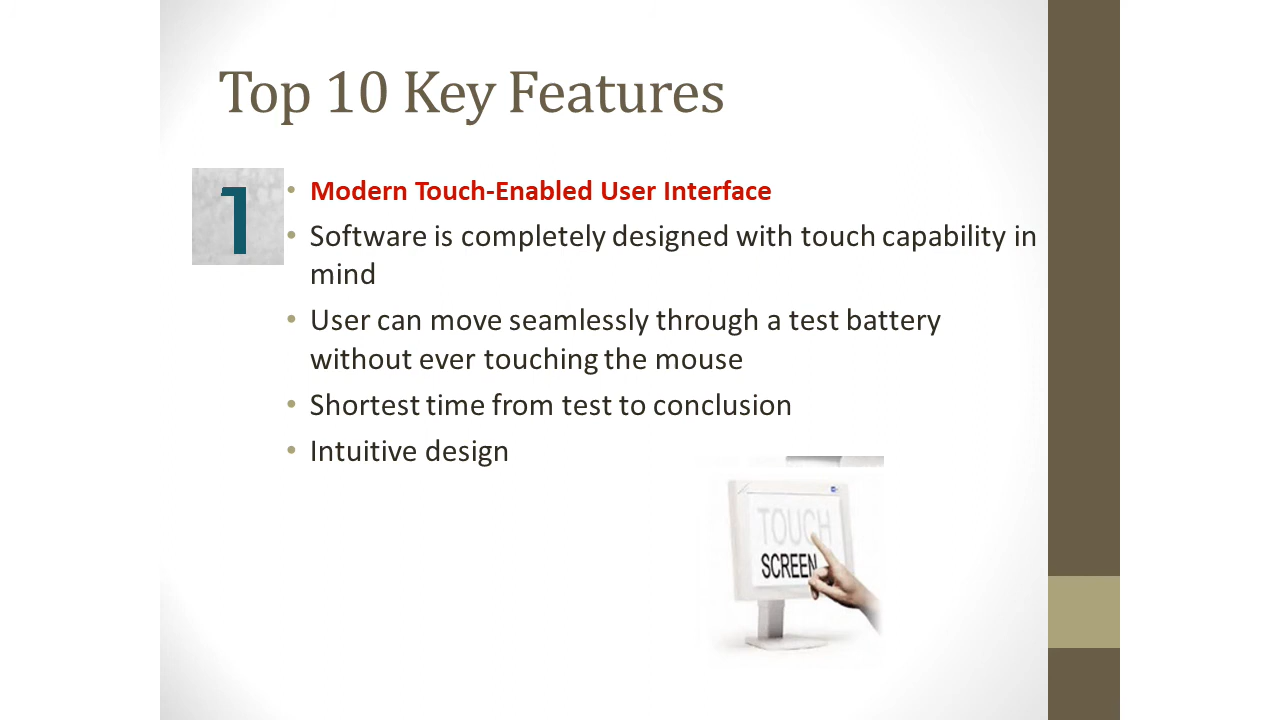 Top 10 Key Features
1
• Modern Touch-Enabled User Interface
• Software is completely designed with touch capability in
mind
• User can move seamlessly through a test battery
without ever touching the mouse
• Shortest time from test to conclusion
• Intuitive design
TOUCH
SCREEN